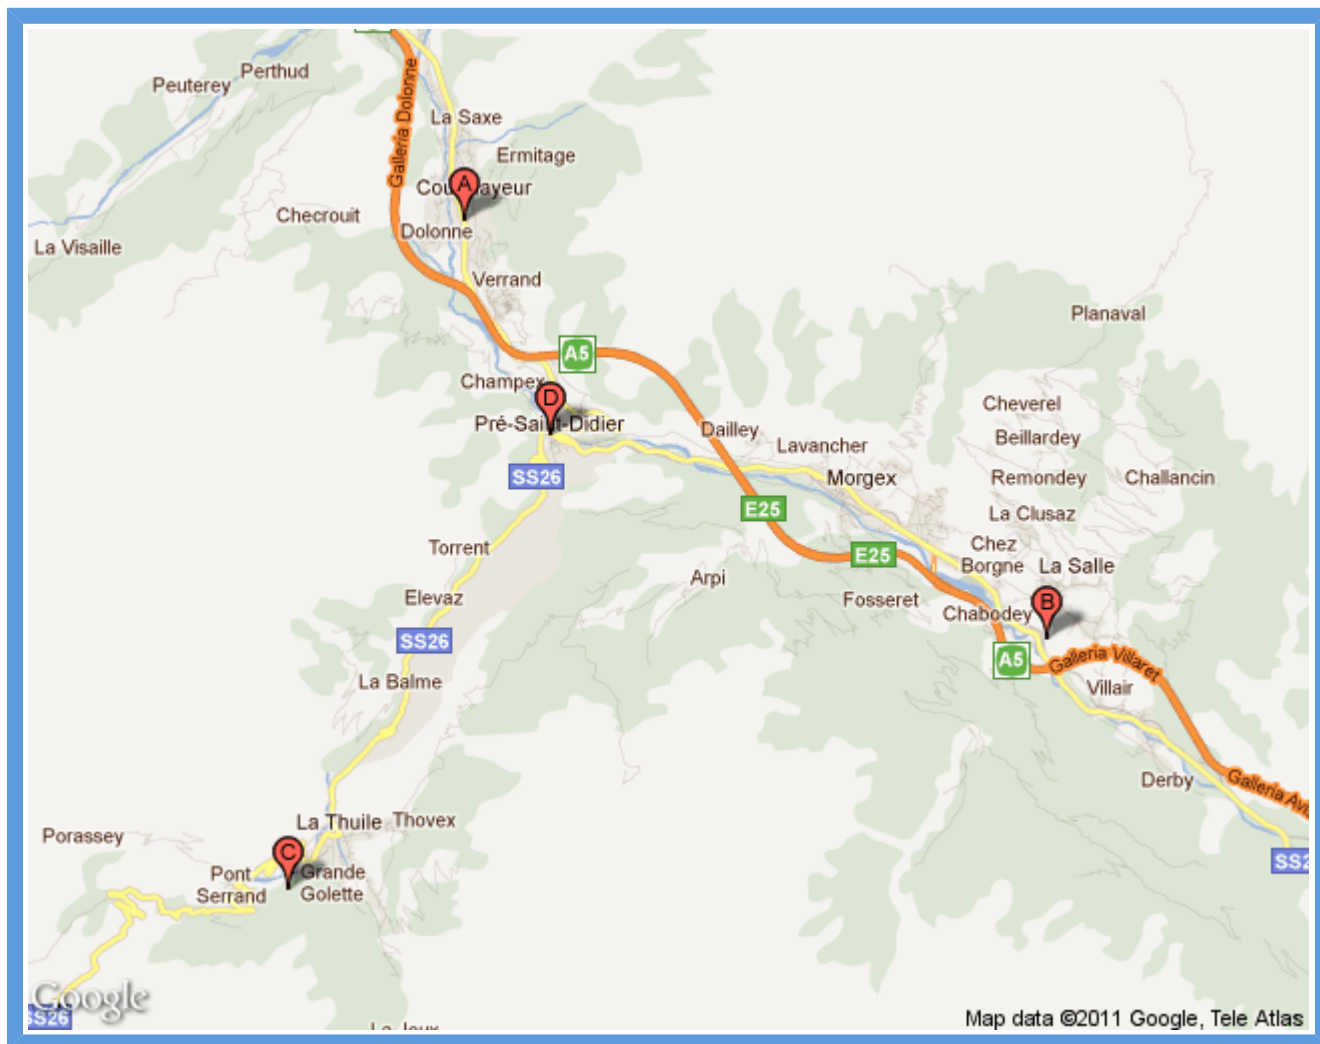 Perthud
Peuterey
Galleria Dolonne
La Saxe
Ermitage
A
Checrouit
Dolonne
La Visaille
Verrand
Planaval
A5
Champex
D
Cheverel
Pré-Saint-Didier
Dailley
Beillardey
Lavancher
SS26
Morgex
Remondey
Challancin
E25
La Clusaz
Torrent
Chez
Borgne
La Salle
E25
Arpi
Elevaz
Fosseret
B
Chabodey
SS26
A5
Galleria Villaret
La Balme
Villair
Derby
Galleria
La Thuile
Thovex
Porassey
C
Pont
Serrand
Grande
Golette
Google
SS26
Map data ©2011 Google, Tele Atlas